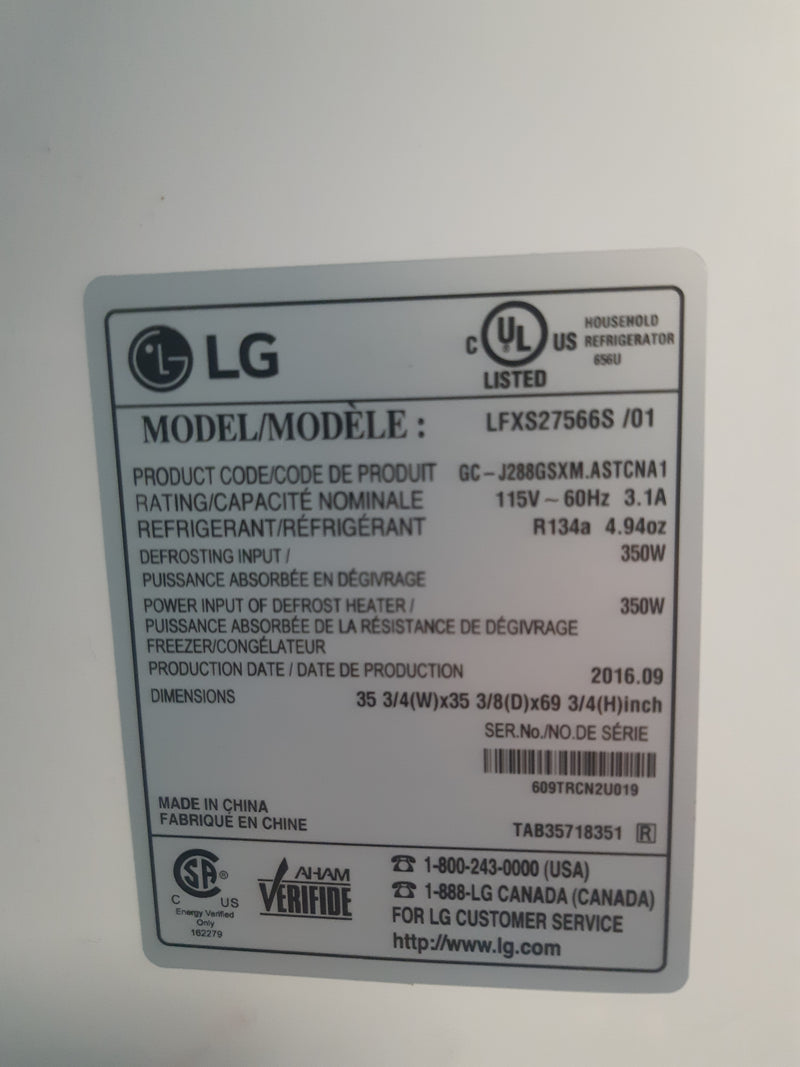 LG
C UL US
LISTED
HOUSEHOLD
REFRIGERATOR
656U
MODEL/MODÈLE : LFXS27566S /01
PRODUCT CODE/CODE DE PRODUIT GC-J288GSXM.ASTCNA1
RATING/CAPACITÉ NOMINALE 115V ~ 60Hz 3.1A
REFRIGERANT/RÉFRIGÉRANT R134a 4.94oz
DEFROSTING INPUT / 350W
PUISSANCE ABSORBÉE EN DÉGIVRAGE
POWER INPUT OF DEFROST HEATER / 350W
PUISSANCE ABSORBÉE DE LA RÉSISTANCE DE DÉGIVRAGE
FREEZER/CONGÉLATEUR
PRODUCTION DATE / DATE DE PRODUCTION 2016.09
DIMENSIONS 35 3/4(W)x35 3/8(D)x69 3/4(H)inch
SER.No./NO.DE SÉRIE
609TRCN2U019
MADE IN CHINA
FABRIQUÉ EN CHINE
TAB35718351 R
CSA ®
C US
Energy Verified
Only
162279
AHAM
VERIFIDE
☎ 1-800-243-0000 (USA)
☎ 1-888-LG CANADA (CANADA)
FOR LG CUSTOMER SERVICE
http://www.lg.com